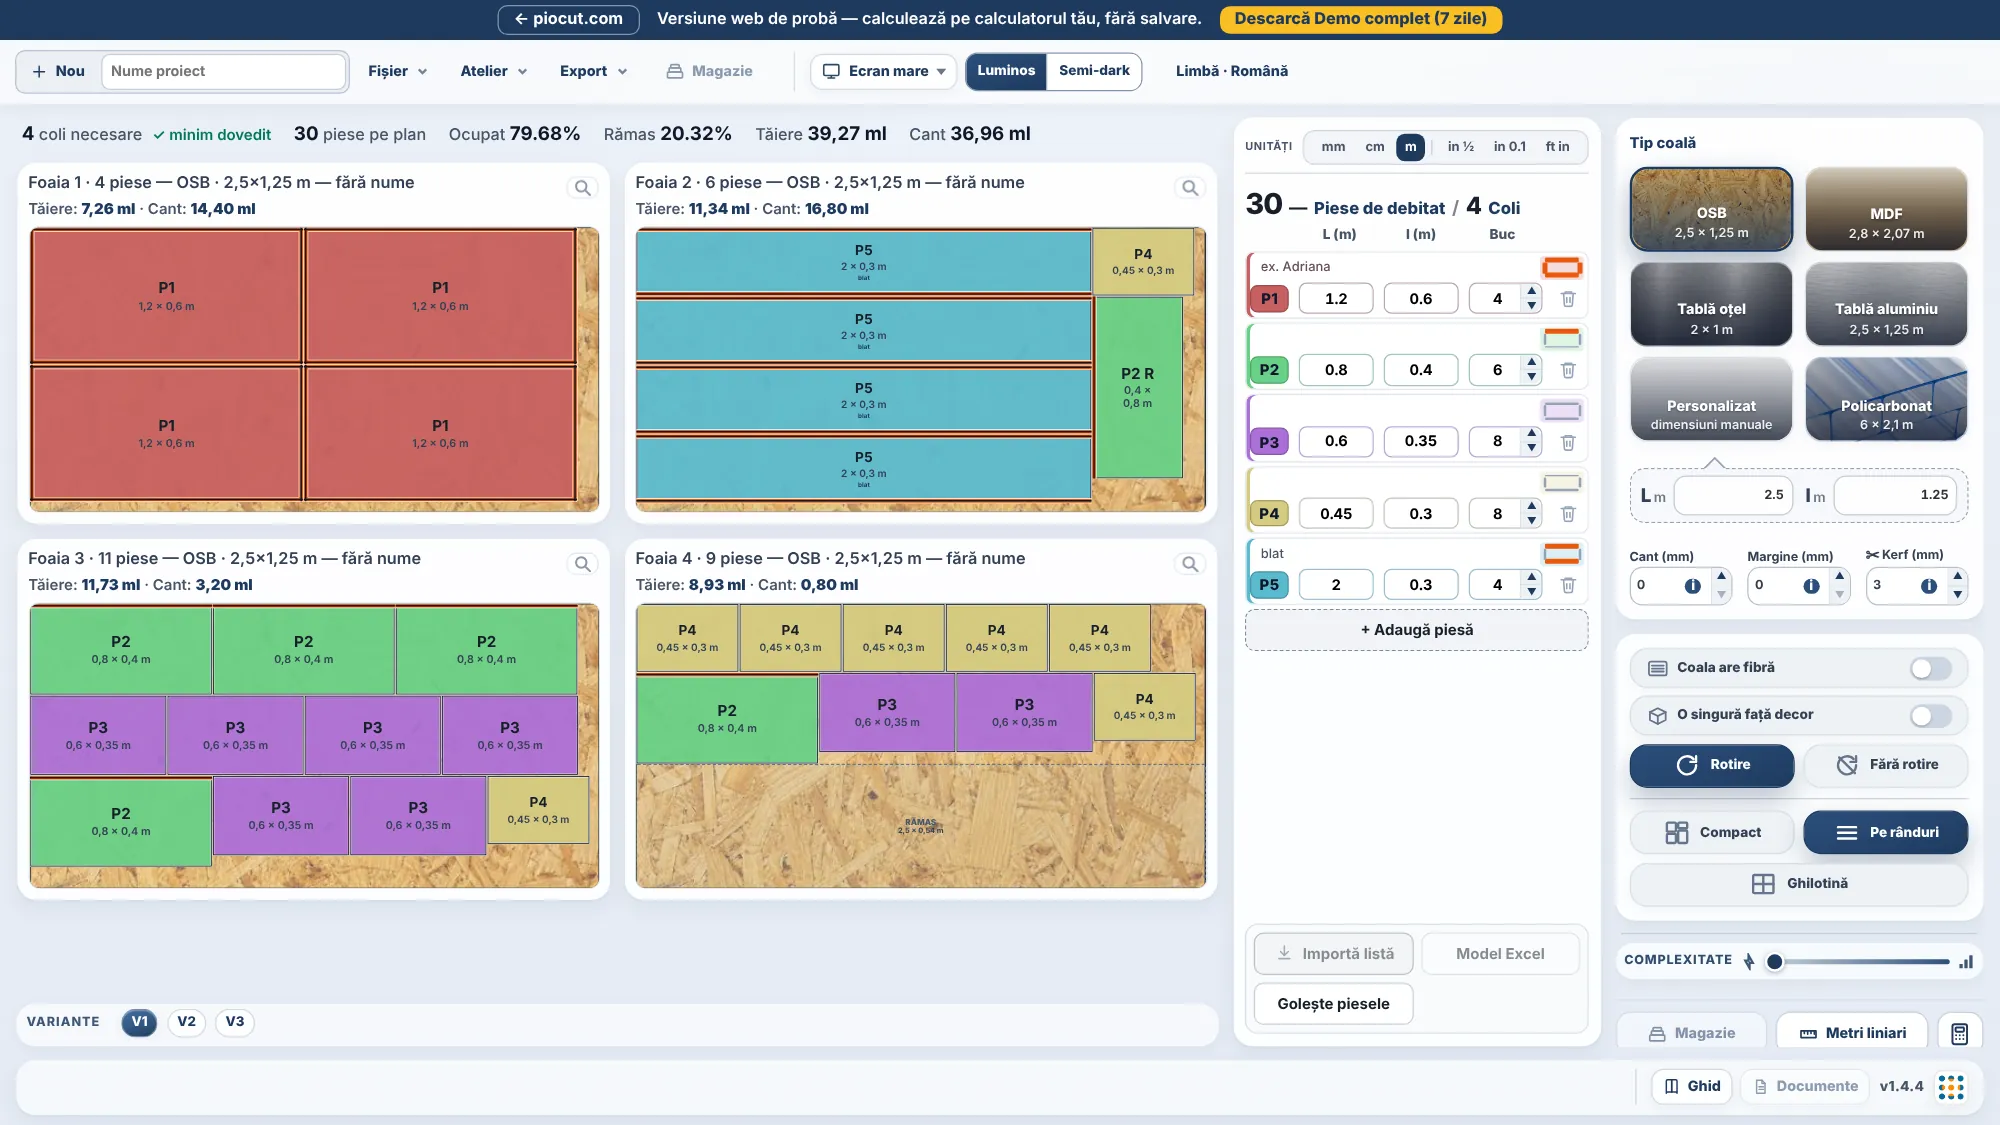 ← piocut.com Versiune web de probă — calculează pe calculatorul tău, fără salvare. Descarcă Demo complet (7 zile)
+ Nou Nume proiect Fișier Atelier Export Magazie Ecran mare Luminos Semi-dark Limbă · Română
4 coli necesare ✓ minim dovedit 30 piese pe plan Ocupat 79.68% Rămas 20.32% Tăiere 39,27 ml Cant 36,96 ml
Foaia 1 · 4 piese — OSB · 2,5×1,25 m — fără nume
Tăiere: 7,26 ml · Cant: 14,40 ml
P1
1,2 × 0,6 m
P1
1,2 × 0,6 m
P1
1,2 × 0,6 m
P1
1,2 × 0,6 m
Foaia 2 · 6 piese — OSB · 2,5×1,25 m — fără nume
Tăiere: 11,34 ml · Cant: 16,80 ml
P5
2 × 0,3 m
blat
P4
0,45 × 0,3 m
P5
2 × 0,3 m
blat
P5
2 × 0,3 m
blat
P2 R
0,4 ×
0,8 m
P5
2 × 0,3 m
blat
Foaia 3 · 11 piese — OSB · 2,5×1,25 m — fără nume
Tăiere: 11,73 ml · Cant: 3,20 ml
P2
0,8 × 0,4 m
P2
0,8 × 0,4 m
P2
0,8 × 0,4 m
P3
0,6 × 0,35 m
P3
0,6 × 0,35 m
P3
0,6 × 0,35 m
P3
0,6 × 0,35 m
P2
0,8 × 0,4 m
P3
0,6 × 0,35 m
P3
0,6 × 0,35 m
P4
0,45 × 0,3 m
Foaia 4 · 9 piese — OSB · 2,5×1,25 m — fără nume
Tăiere: 8,93 ml · Cant: 0,80 ml
P4
0,45 × 0,3 m
P4
0,45 × 0,3 m
P4
0,45 × 0,3 m
P4
0,45 × 0,3 m
P4
0,45 × 0,3 m
P2
0,8 × 0,4 m
P3
0,6 × 0,35 m
P3
0,6 × 0,35 m
P4
0,45 × 0,3 m
RĂMAS
2,5 × 0,54 m
VARIANTE V1 V2 V3
UNITĂȚI mm cm m in ½ in 0.1 ft in
30 — Piese de debitat / 4 Coli
L (m) l (m) Buc
ex. Adriana
P1 1.2 0.6 4
P2 0.8 0.4 6
P3 0.6 0.35 8
P4 0.45 0.3 8
blat
P5 2 0.3 4
+ Adaugă piesă
Importă listă Model Excel
Golește piesele
Tip coală
OSB
2,5 × 1,25 m
MDF
2,8 × 2,07 m
Tablă oțel
2 × 1 m
Tablă aluminiu
2,5 × 1,25 m
Personalizat
dimensiuni manuale
Policarbonat
6 × 2,1 m
L m 2.5 l m 1.25
Cant (mm) Margine (mm) Kerf (mm)
0 i 0 i 3 i
Coala are fibră
O singură față decor
Rotire Fără rotire
Compact Pe rânduri
Ghilotină
COMPLEXITATE
Magazie Metri liniari
Ghid Documente v1.4.4